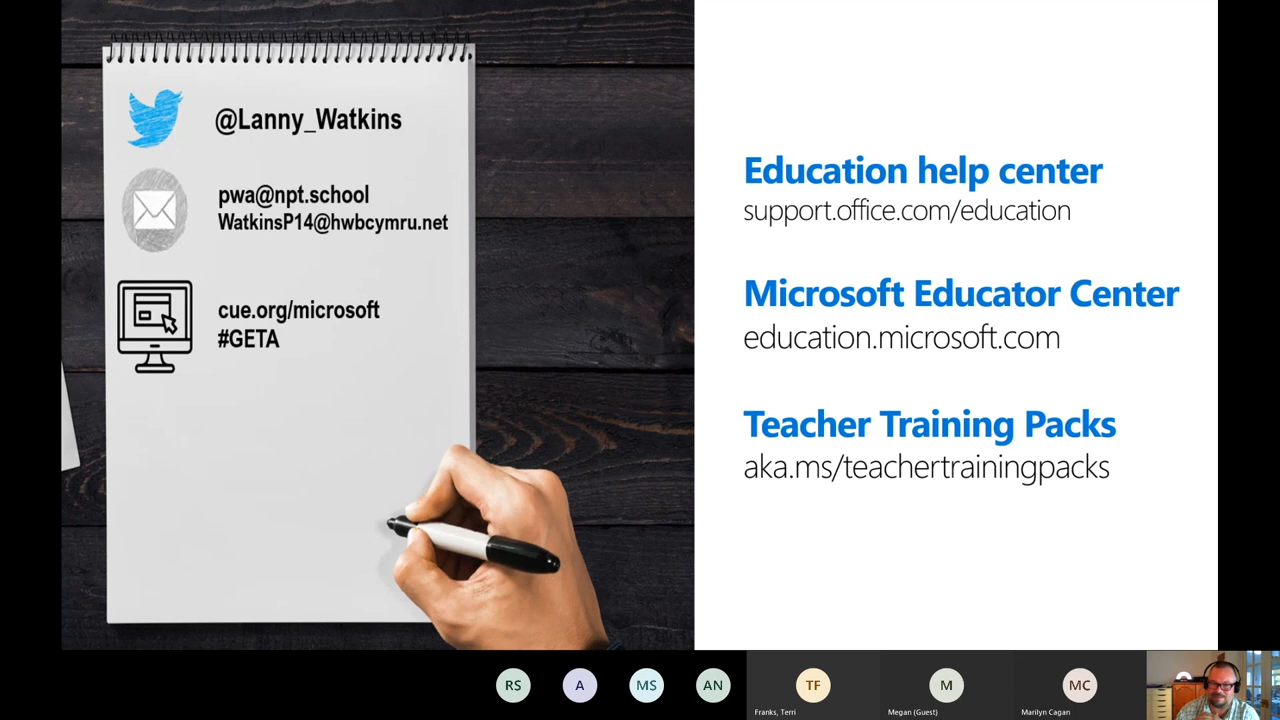 @Lanny_Watkins
pwa@npt.school
WatkinsP14@hwbcymru.net
cue.org/microsoft
#GETA
Education help center
support.office.com/education
Microsoft Educator Center
education.microsoft.com
Teacher Training Packs
aka.ms/teachertrainingpacks
RS
A
MS
AN
TF
M
MC
Franks, Terri
Megan (Guest)
Marilyn Cagan